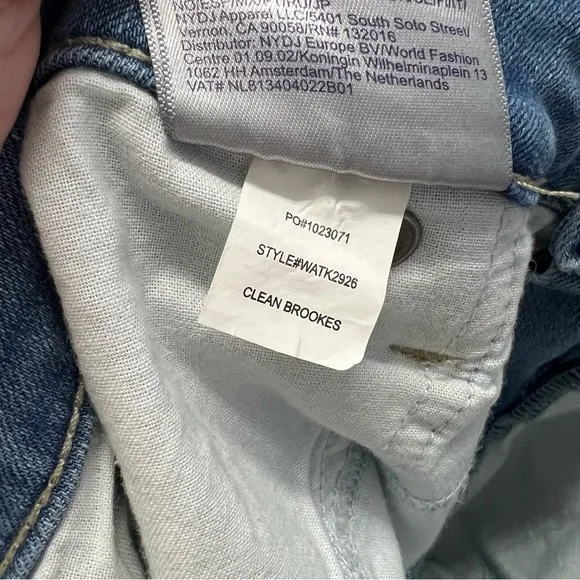 NYDJ Apparel LLC/5401 South Soto Street/
Vernon, CA 90058/RN# 132016
Distributor: NYDJ Europe BV/World Fashion
Centre 01.09.02/Koningin Wilhelminaplein 13
1062 HH Amsterdam/The Netherlands
VAT# NL813404022B01
PO#1023071
STYLE#WATK2926
CLEAN BROOKES